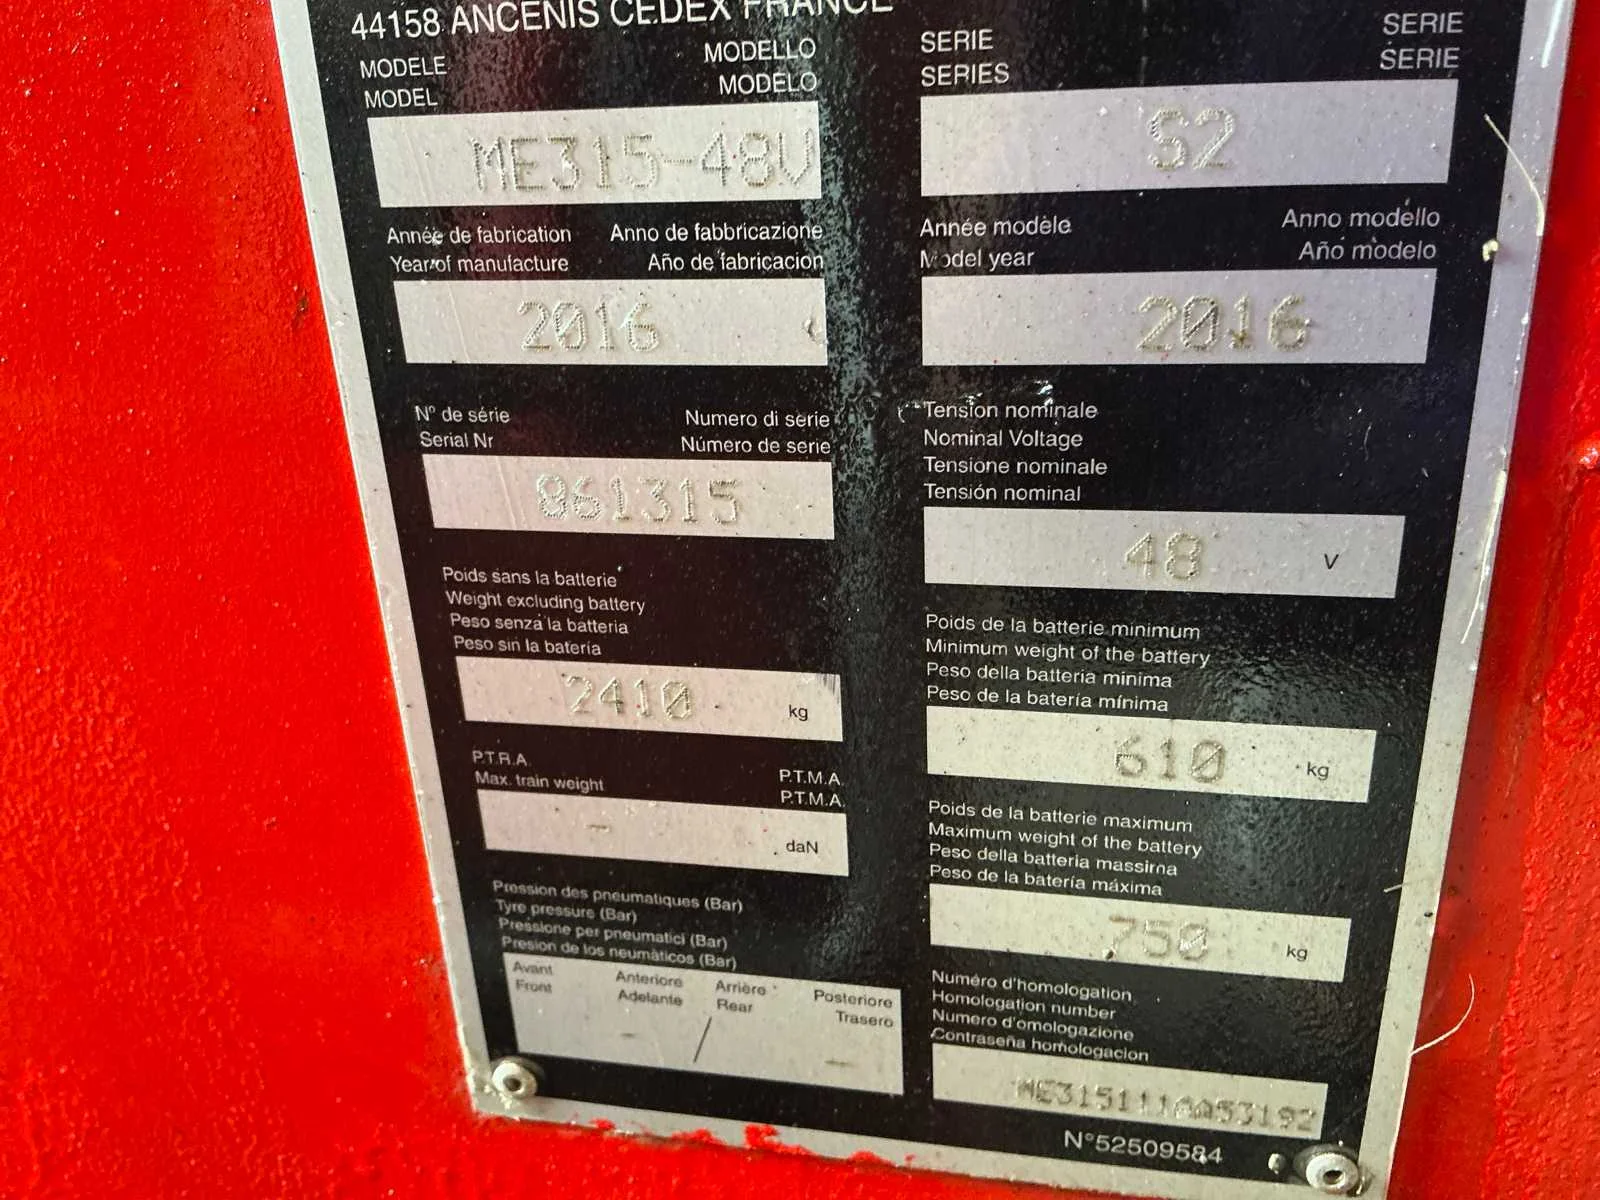 44158 ANCENIS CEDEX FRANCE
MODELE MODELLO
MODEL MODELO
ME315-48V
SERIE SERIE
SERIES SERIE
S2
Année de fabrication Anno de fabbricazione
Year of manufacture Año de fabricacion
2016
Année modèle Anno modello
Model year Año modelo
2016
N° de série Numero di serie
Serial Nr Número de serie
861315
Tension nominale
Nominal Voltage
Tensione nominale
Tensión nominal
48 V
Poids sans la batterie
Weight excluding battery
Peso senza la batteria
Peso sin la bateria
2410 kg
Poids de la batterie minimum
Minimum weight of the battery
Peso della batteria minima
Peso de la batería mínima
610 kg
P.T.R.A. P.T.M.A.
Max. train weight P.T.M.A.
- daN
Poids de la batterie maximum
Maximum weight of the battery
Peso della batteria massima
Peso de la batería máxima
750 kg
Pression des pneumatiques (Bar)
Tyre pressure (Bar)
Pressione per pneumatici (Bar)
Presion de los neumàticos (Bar)
Avant Anteriore Arrière Posteriore
Front Adelante Rear Trasero
- / -
Numéro d'homologation
Homologation number
Numero d'omologazione
Contraseña homologacion
N°52509584